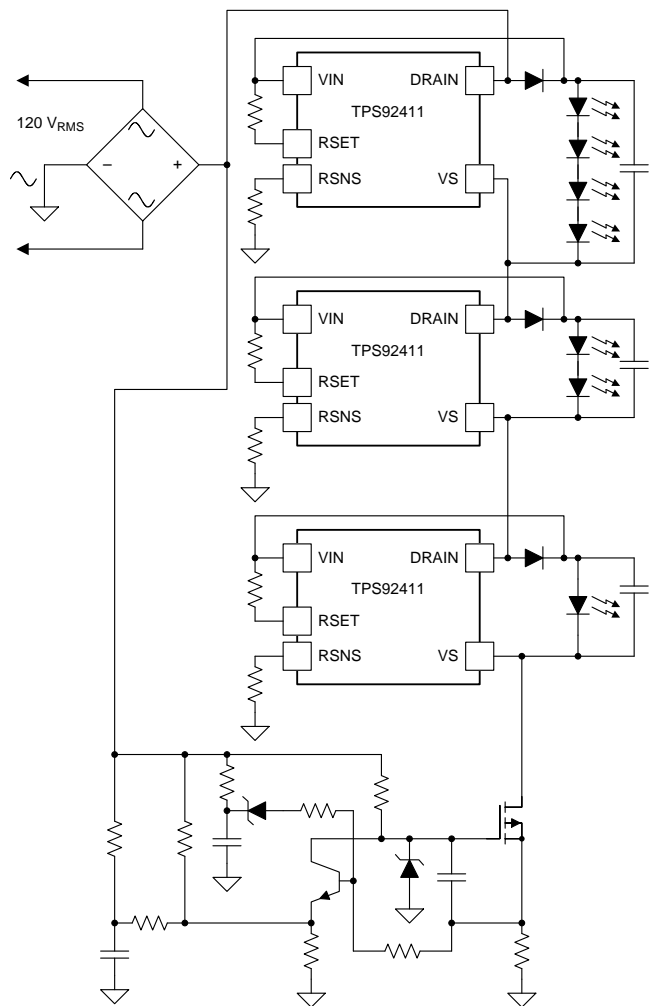 120 VRMS
− +
VIN DRAIN
TPS92411
RSET
RSNS VS
VIN DRAIN
TPS92411
RSET
RSNS VS
VIN DRAIN
TPS92411
RSET
RSNS VS